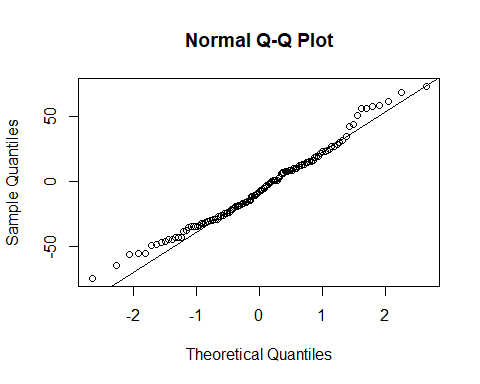 Normal Q-Q Plot
Sample Quantiles
50
0
-50
-2 -1 0 1 2
Theoretical Quantiles